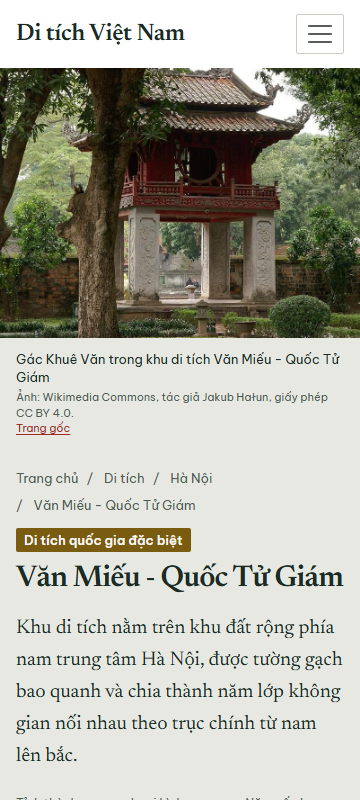 Di tích Việt Nam
Gác Khuê Văn trong khu di tích Văn Miếu - Quốc Tử
Giám
Ảnh: Wikimedia Commons, tác giả Jakub Hałun, giấy phép
CC BY 4.0.
Trang gốc
Trang chủ / Di tích / Hà Nội
/ Văn Miếu - Quốc Tử Giám
Di tích quốc gia đặc biệt
Văn Miếu - Quốc Tử Giám
Khu di tích nằm trên khu đất rộng phía
nam trung tâm Hà Nội, được tường gạch
bao quanh và chia thành năm lớp không
gian nối nhau theo trục chính từ nam
lên bắc.